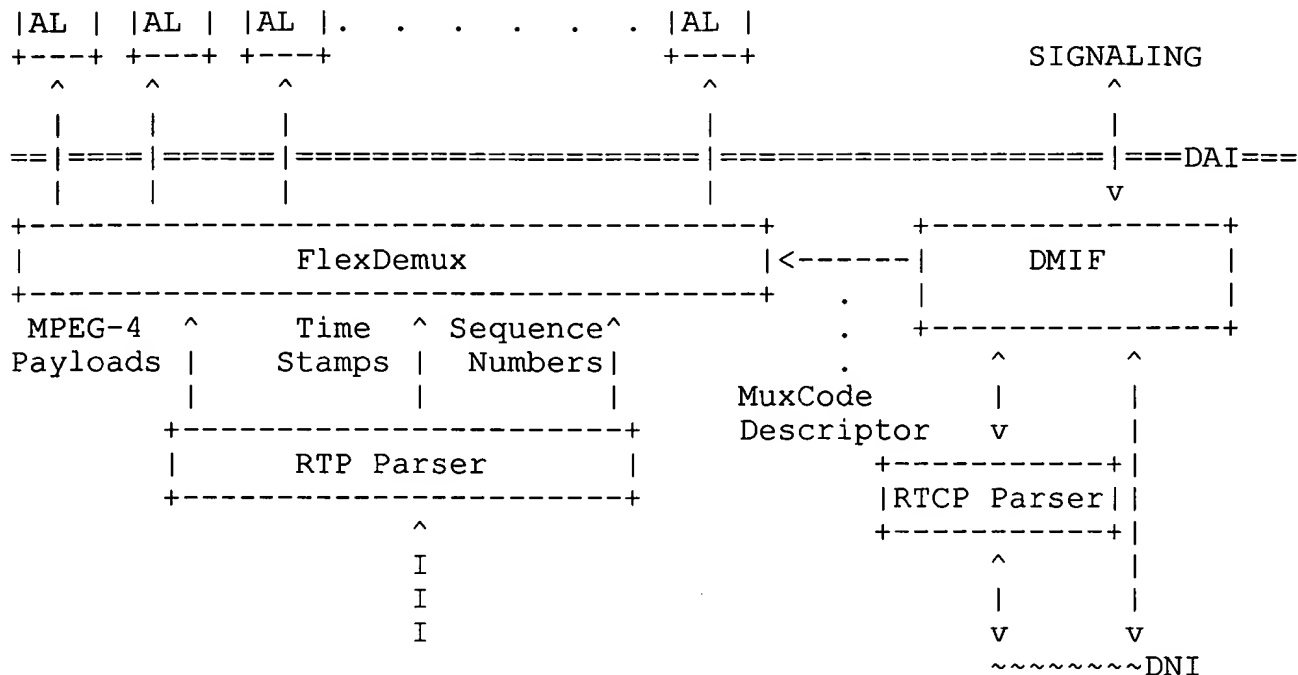 |AL | |AL | |AL |. . . . . . |AL |
+---+ +---+ +---+ +---+ SIGNALING
^ ^ ^ ^ ^
| | | | |
==|====|======|====================|==================|===DAI===
| | | | v
+---------------------------------+ +---------------+
| FlexDemux |<------| DMIF |
+---------------------------------+ . | |
MPEG-4 ^ Time ^ Sequence^ . +---------------+
Payloads | Stamps | Numbers| . ^ ^
| | | MuxCode | |
+----------------------+ Descriptor v |
| RTP Parser | +-----------+|
+----------------------+ |RTCP Parser||
^ +-----------+|
I ^ |
I | |
I v v
~~~~~~~~DNI